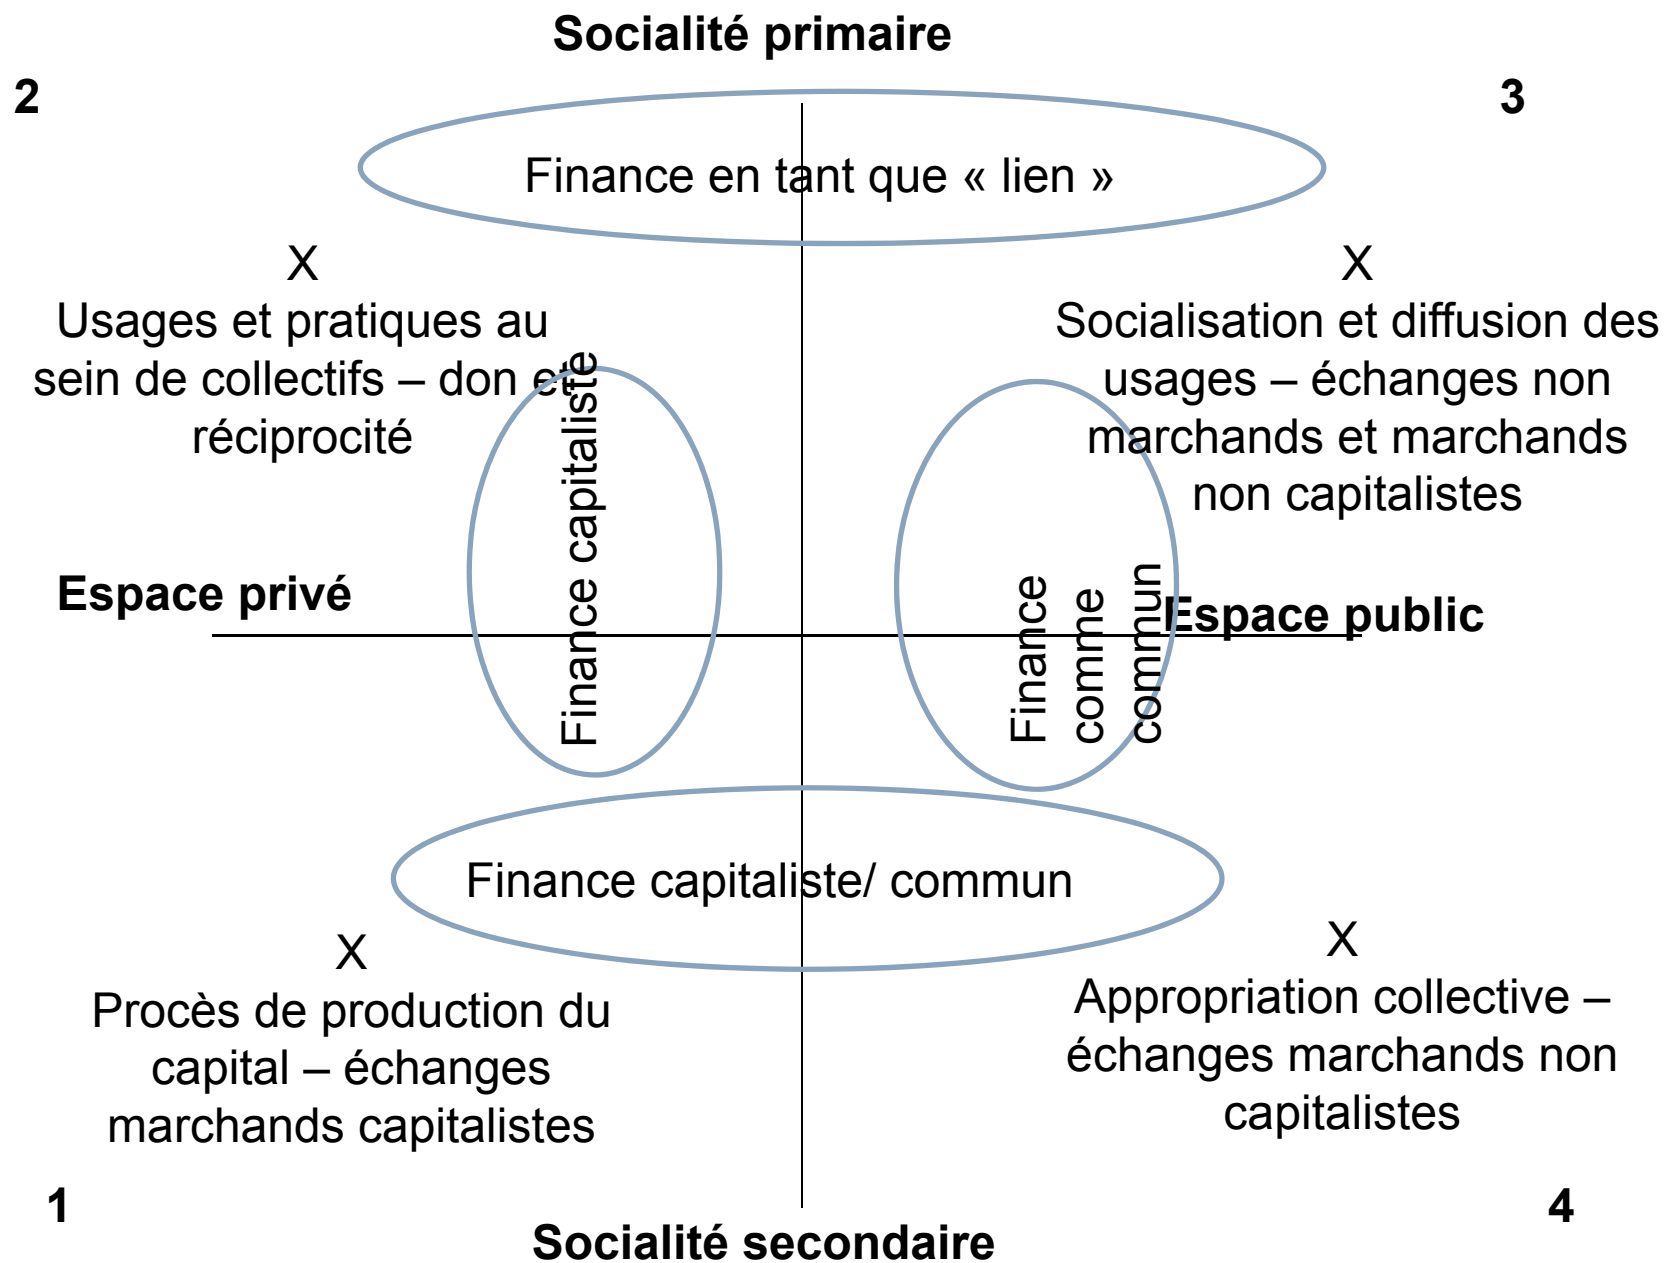 Socialité primaire
2
3
Finance en tant que « lien »
X
Usages et pratiques au
sein de collectifs – don et
réciprocité
X
Socialisation et diffusion des
usages – échanges non
marchands et marchands
non capitalistes
Espace privé
Finance capitaliste
Finance
comme
commun
Espace public
Finance capitaliste/ commun
X
Procès de production du
capital – échanges
marchands capitalistes
X
Appropriation collective –
échanges marchands non
capitalistes
1
4
Socialité secondaire